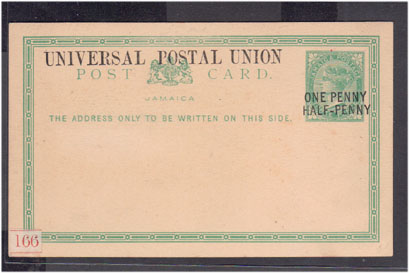 UNIVERSAL POSTAL UNION
POST CARD.
JAMAICA
THE ADDRESS ONLY TO BE WRITTEN ON THIS SIDE.
ONE PENNY
HALF-PENNY
166